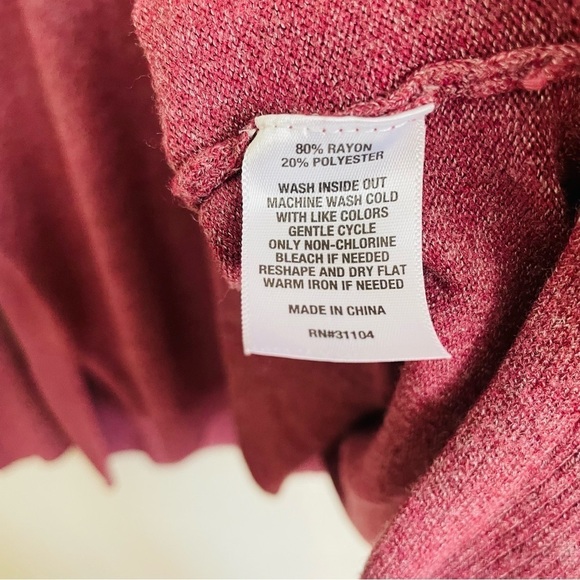 80% RAYON
20% POLYESTER
WASH INSIDE OUT
MACHINE WASH COLD
WITH LIKE COLORS
GENTLE CYCLE
ONLY NON-CHLORINE
BLEACH IF NEEDED
RESHAPE AND DRY FLAT
WARM IRON IF NEEDED
MADE IN CHINA
RN#31104